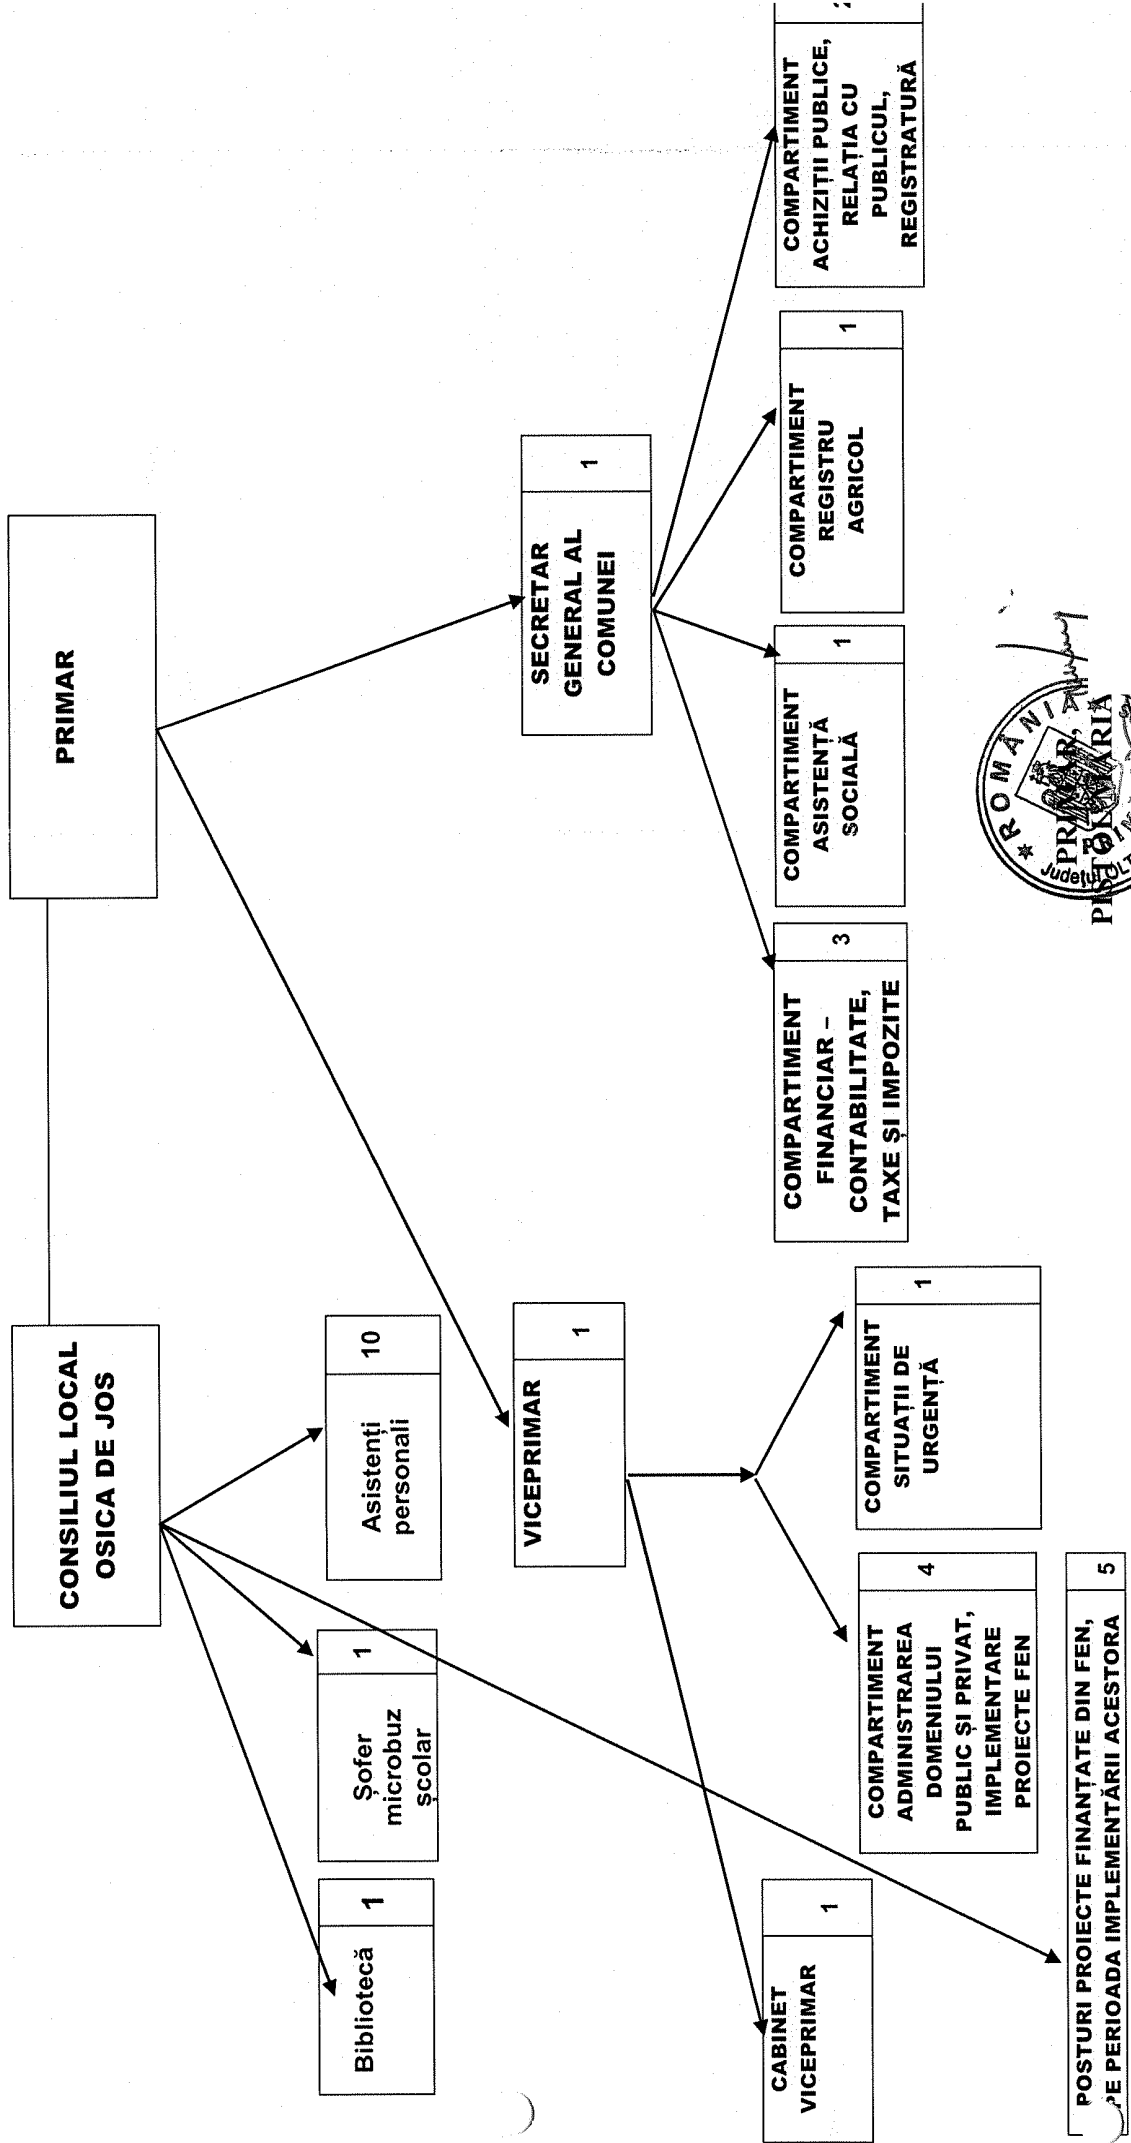 CONSILIUL LOCAL
OSICA DE JOS
PRIMAR
Bibliotecă
1
Șofer
microbuz
școlar
1
Asistenți
personali
10
VICEPRIMAR
1
SECRETAR
GENERAL AL
COMUNEI
1
CABINET
VICEPRIMAR
1
COMPARTIMENT
ADMINISTRAREA
DOMENIULUI
PUBLIC ȘI PRIVAT,
IMPLEMENTARE
PROIECTE FEN
4
COMPARTIMENT
SITUAȚII DE
URGENȚĂ
1
COMPARTIMENT
FINANCIAR –
CONTABILITATE,
TAXE ȘI IMPOZITE
3
COMPARTIMENT
ASISTENȚĂ
SOCIALĂ
1
COMPARTIMENT
REGISTRU
AGRICOL
1
COMPARTIMENT
ACHIZIȚII PUBLICE,
RELAȚIA CU
PUBLICUL,
REGISTRATURĂ
POSTURI PROIECTE FINANȚATE DIN FEN,
PE PERIOADA IMPLEMENTĂRII ACESTORA
5
ROMÂNIA
Județul OLT
PRIMAR,
MARIA